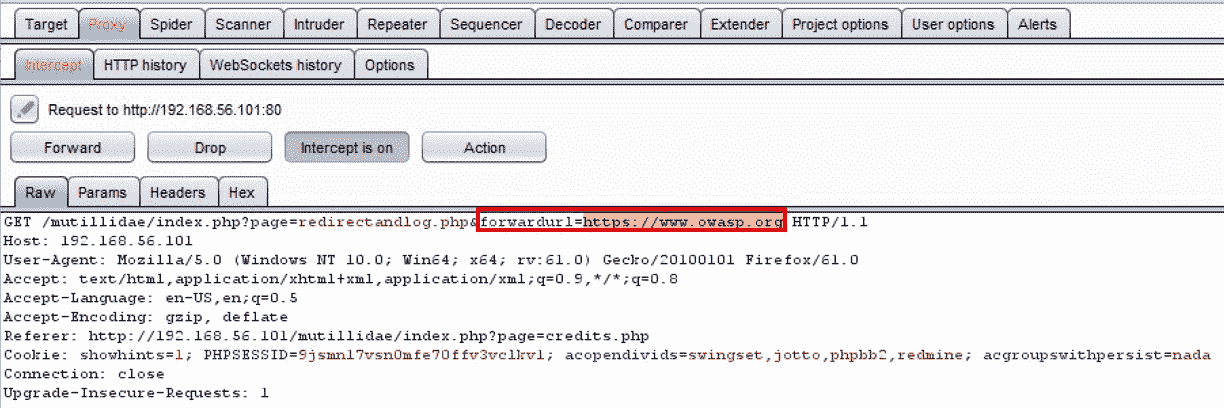 Target Proxy Spider Scanner Intruder Repeater Sequencer Decoder Comparer Extender Project options User options Alerts
Intercept HTTP history WebSockets history Options
Request to http://192.168.56.101:80
Forward Drop Intercept is on Action
Raw Params Headers Hex
GET /mutillidae/index.php?page=redirectandlog.php&forwardurl=https://www.owasp.org HTTP/1.1
Host: 192.168.56.101
User-Agent: Mozilla/5.0 (Windows NT 10.0; Win64; x64; rv:61.0) Gecko/20100101 Firefox/61.0
Accept: text/html,application/xhtml+xml,application/xml;q=0.9,*/*;q=0.8
Accept-Language: en-US,en;q=0.5
Accept-Encoding: gzip, deflate
Referer: http://192.168.56.101/mutillidae/index.php?page=credits.php
Cookie: showhints=1; PHPSESSID=9jsmnl7vsn0mfe70ffv3vclkvl; acopendivids=swingset,jotto,phpbb2,redmine; acgroupswithpersist=nada
Connection: close
Upgrade-Insecure-Requests: 1